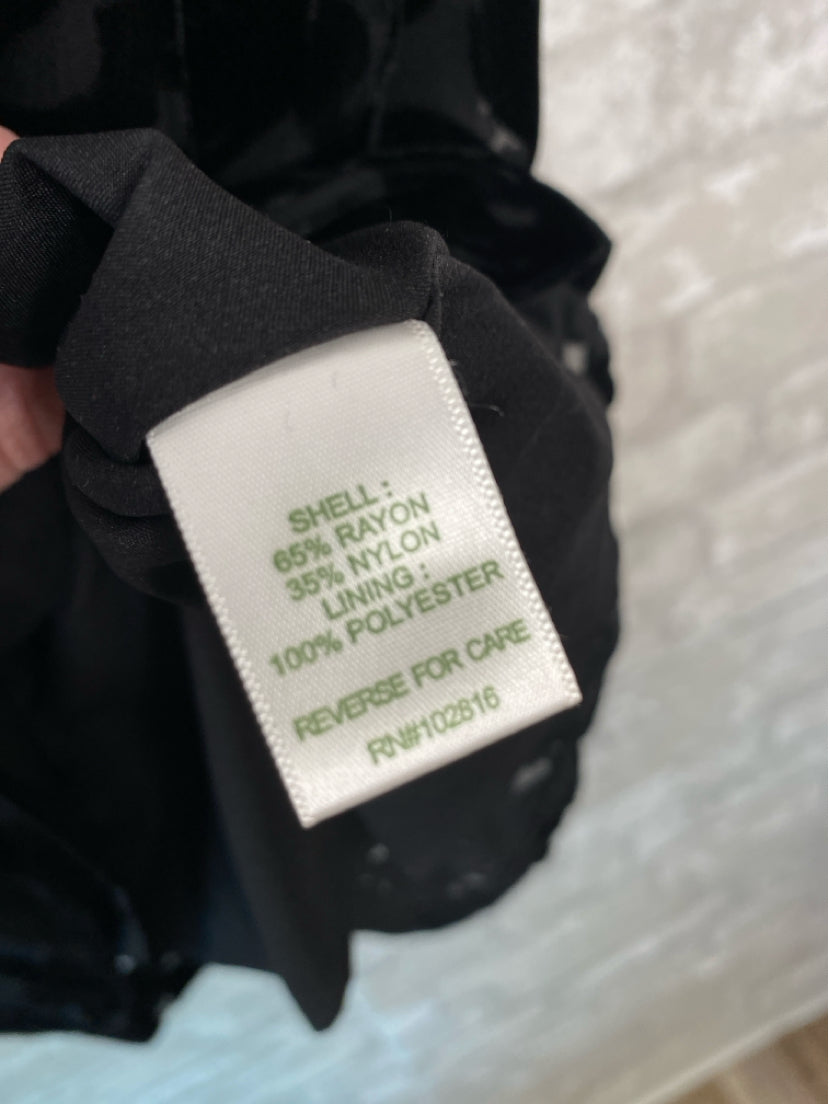 SHELL :
65% RAYON
35% NYLON
LINING :
100% POLYESTER
REVERSE FOR CARE
RN#102816